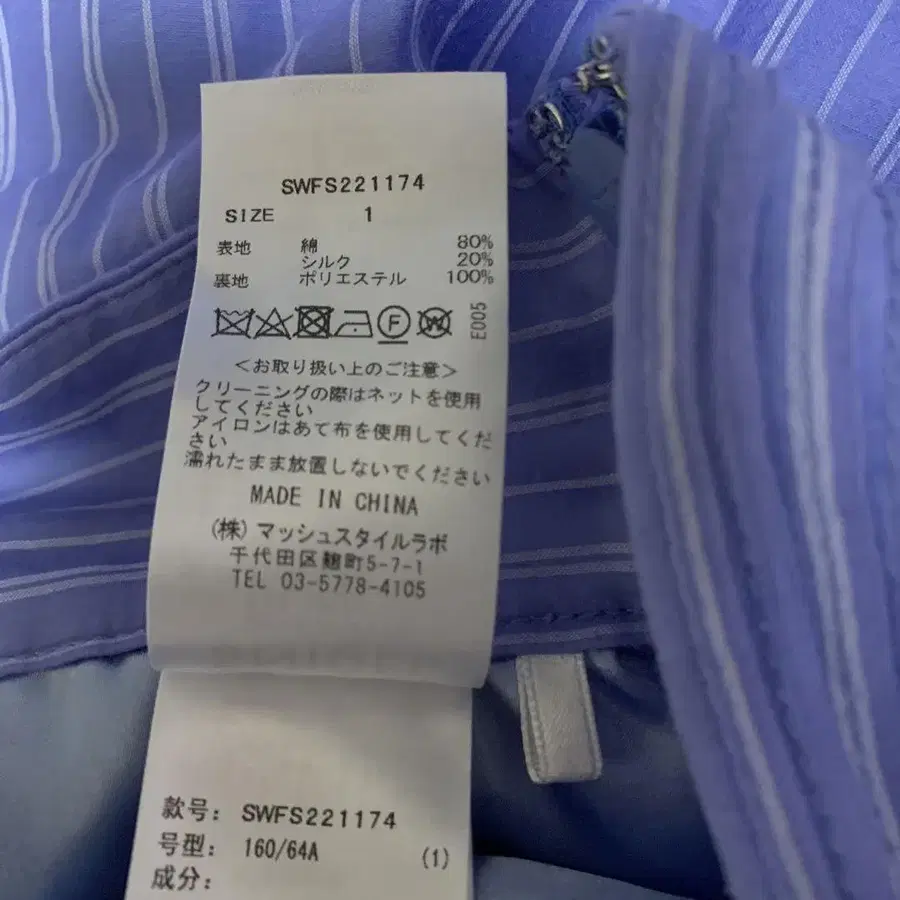 SWFS221174
SIZE 1
表地 綿 80%
シルク 20%
裏地 ポリエステル 100%
F W E005
＜お取り扱い上のご注意＞
クリーニングの際はネットを使用
してください
アイロンはあて布を使用してくだ
さい
濡れたまま放置しないでください
MADE IN CHINA
(株)マッシュスタイルラボ
千代田区麹町5-7-1
TEL 03-5778-4105
款号: SWFS221174
号型: 160/64A (1)
成分: